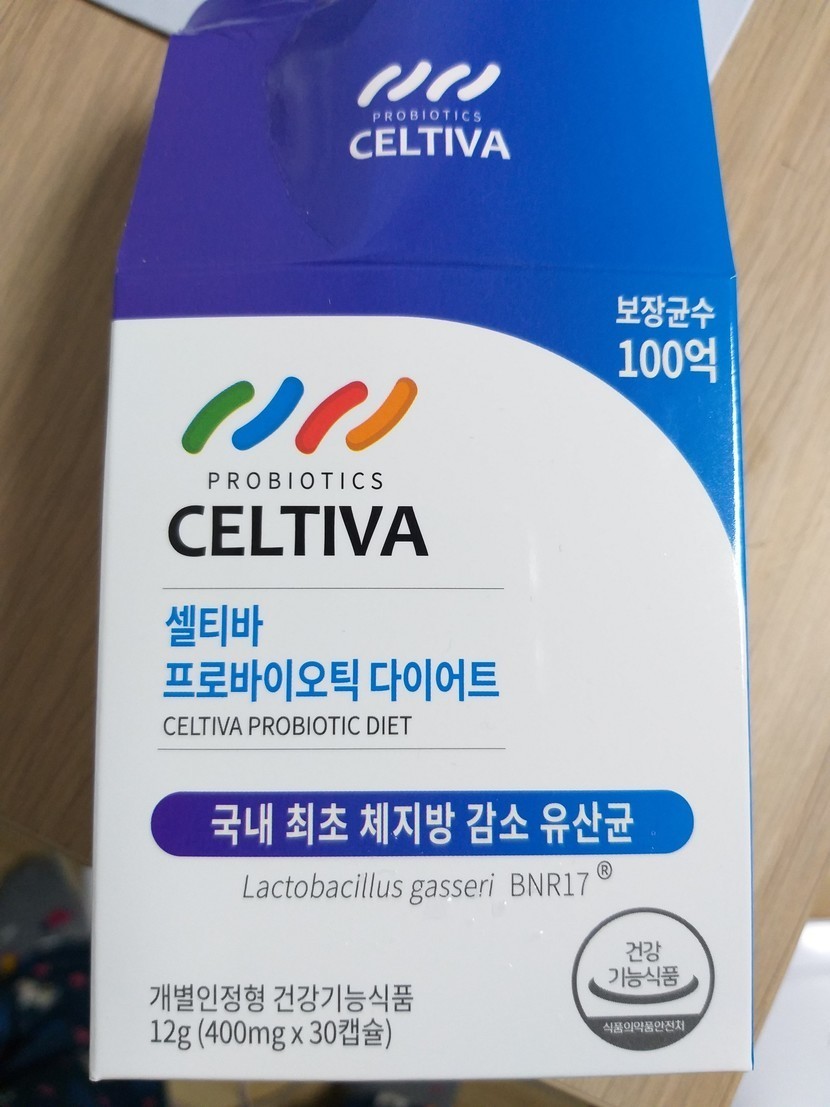 PROBIOTICS
CELTIVA
보장균수
100억
PROBIOTICS
CELTIVA
셀티바
프로바이오틱 다이어트
CELTIVA PROBIOTIC DIET
국내 최초 체지방 감소 유산균
Lactobacillus gasseri BNR17®
건강
기능식품
식품의약품안전처
개별인정형 건강기능식품
12g (400mg x 30캡슐)